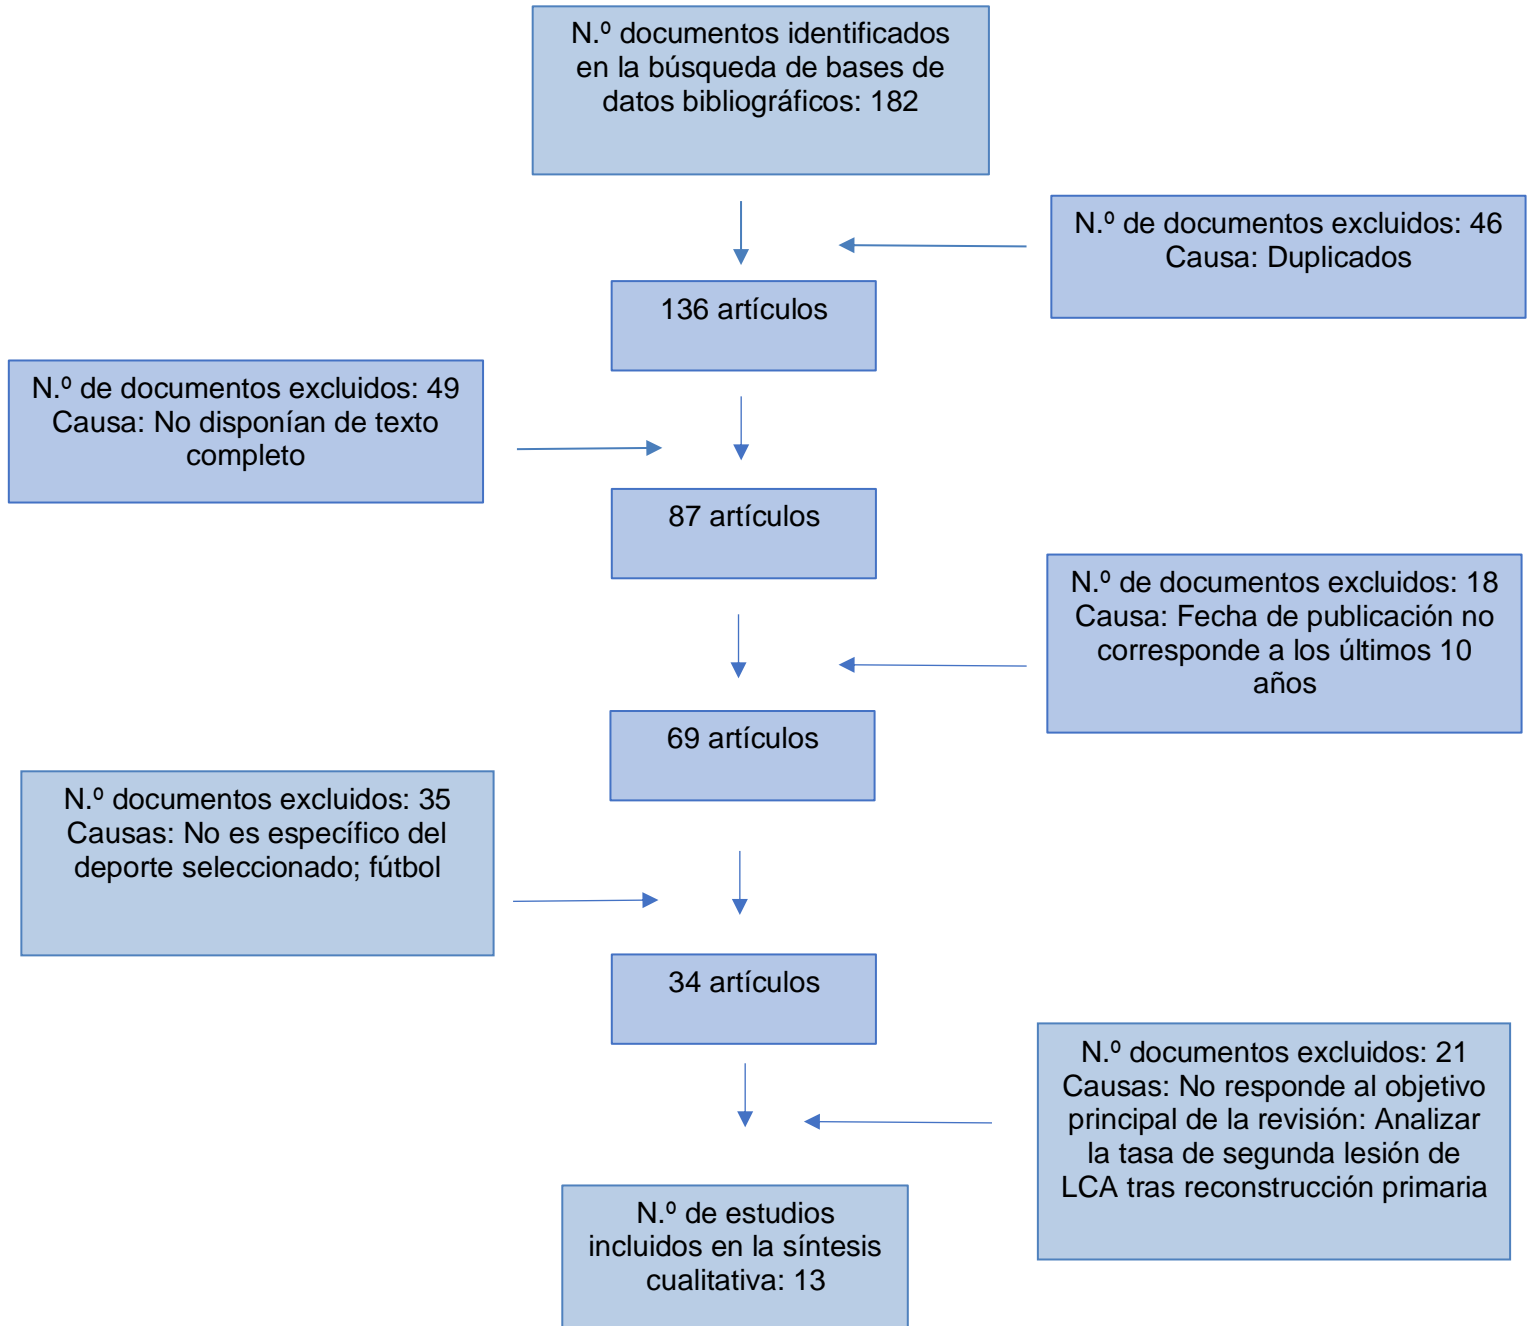 N.º documentos identificados
en la búsqueda de bases de
datos bibliográficos: 182
N.º de documentos excluidos: 46
Causa: Duplicados
136 artículos
N.º de documentos excluidos: 49
Causa: No disponían de texto
completo
87 artículos
N.º de documentos excluidos: 18
Causa: Fecha de publicación no
corresponde a los últimos 10
años
69 artículos
N.º documentos excluidos: 35
Causas: No es específico del
deporte seleccionado; fútbol
34 artículos
N.º documentos excluidos: 21
Causas: No responde al objetivo
principal de la revisión: Analizar
la tasa de segunda lesión de
LCA tras reconstrucción primaria
N.º de estudios
incluidos en la síntesis
cualitativa: 13